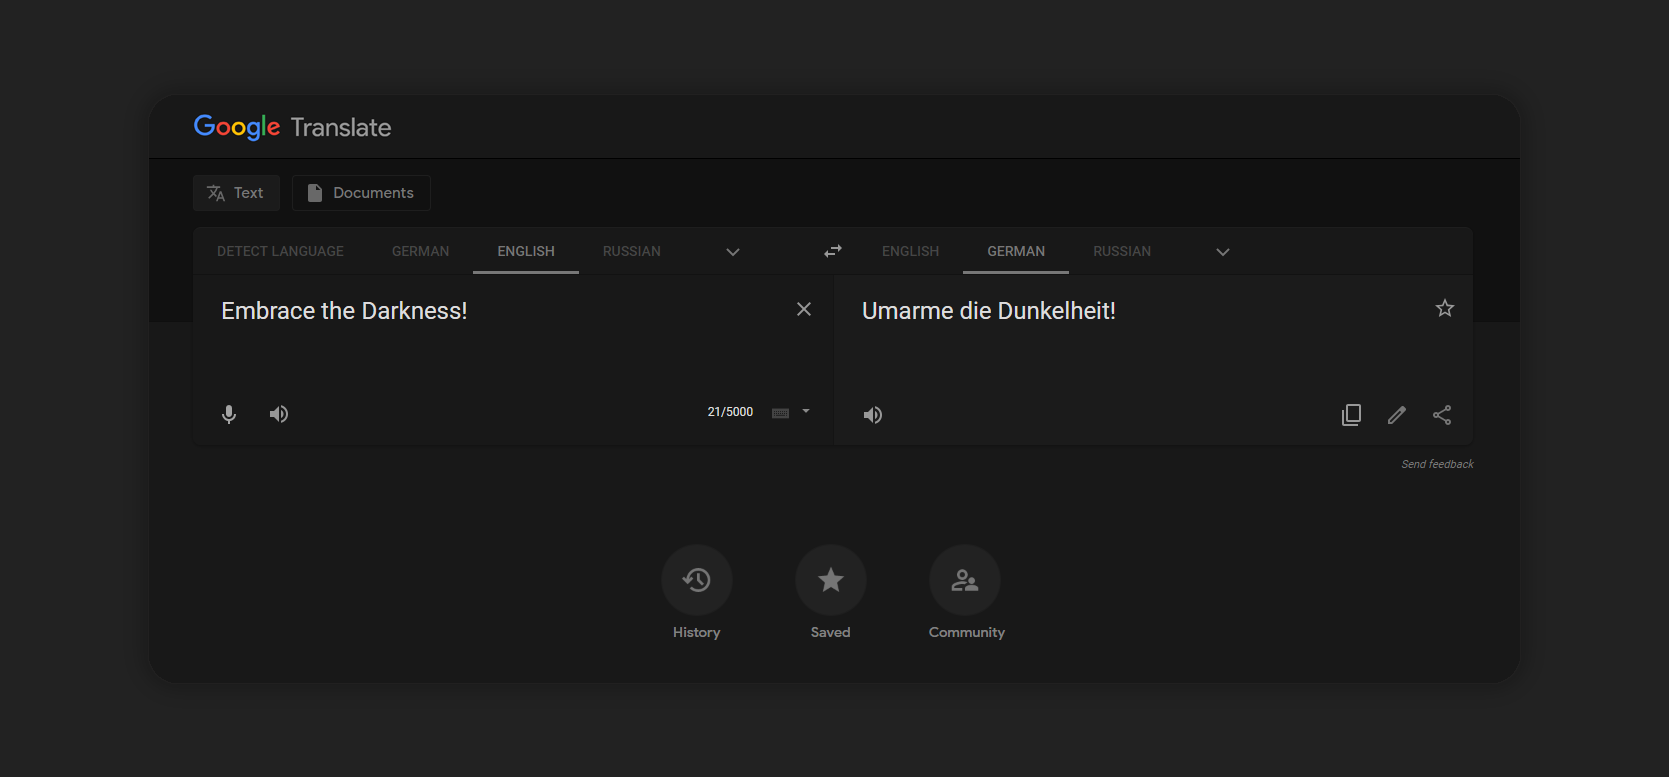 Google Translate
Text
Documents
DETECT LANGUAGE GERMAN ENGLISH RUSSIAN
ENGLISH GERMAN RUSSIAN
Embrace the Darkness!
Umarme die Dunkelheit!
21/5000
Send feedback
History
Saved
Community